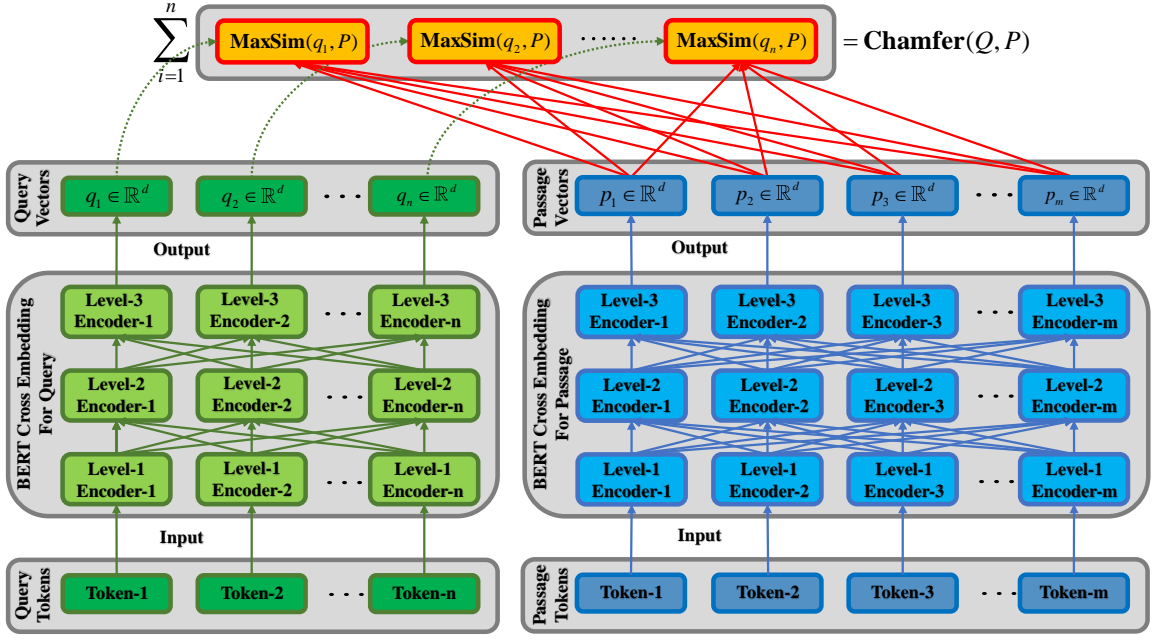 n
∑ MaxSim(q₁, P) MaxSim(q₂, P) ······ MaxSim(qₙ, P) = Chamfer(Q, P)
i=1
Query
Vectors
q₁ ∈ ℝᵈ q₂ ∈ ℝᵈ ··· qₙ ∈ ℝᵈ
Passage
Vectors
p₁ ∈ ℝᵈ p₂ ∈ ℝᵈ p₃ ∈ ℝᵈ ··· pₘ ∈ ℝᵈ
Output Output
BERT Cross Embedding
For Query
Level-3 Level-3 Level-3
Encoder-1 Encoder-2 ··· Encoder-n
Level-2 Level-2 Level-2
Encoder-1 Encoder-2 ··· Encoder-n
Level-1 Level-1 Level-1
Encoder-1 Encoder-2 ··· Encoder-n
BERT Cross Embedding
For Passage
Level-3 Level-3 Level-3 Level-3
Encoder-1 Encoder-2 Encoder-3 ··· Encoder-m
Level-2 Level-2 Level-2 Level-2
Encoder-1 Encoder-2 Encoder-3 ··· Encoder-m
Level-1 Level-1 Level-1 Level-1
Encoder-1 Encoder-2 Encoder-3 ··· Encoder-m
Input Input
Query
Tokens
Token-1 Token-2 ··· Token-n
Passage
Tokens
Token-1 Token-2 Token-3 ··· Token-m